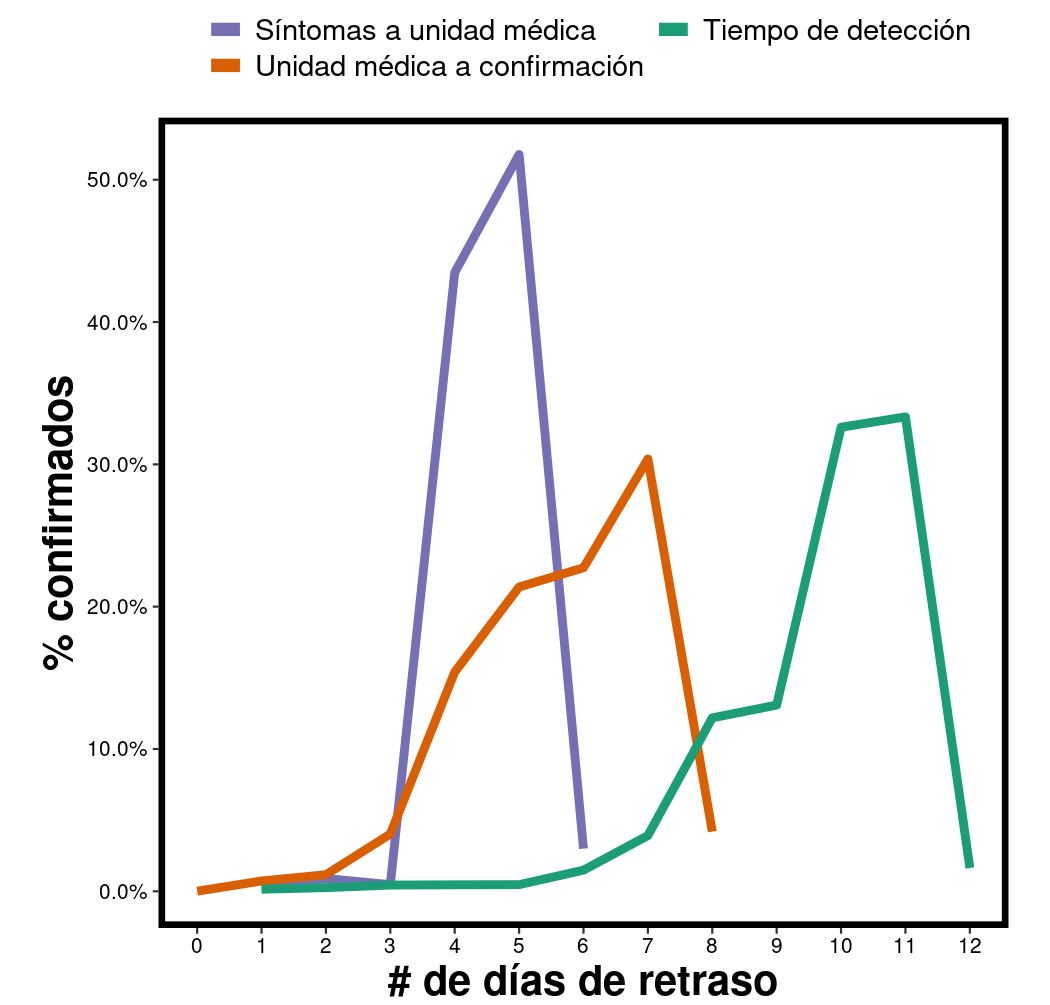 Síntomas a unidad médica
Tiempo de detección
Unidad médica a confirmación
50.0%
40.0%
30.0%
20.0%
10.0%
0.0%
% confirmados
0 1 2 3 4 5 6 7 8 9 10 11 12
# de días de retraso